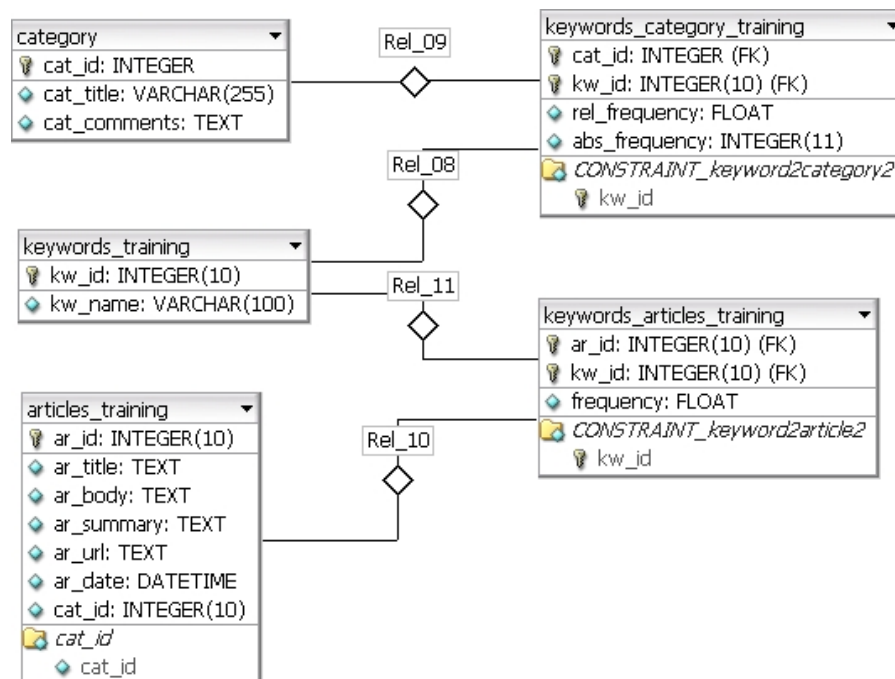 category
cat_id: INTEGER
cat_title: VARCHAR(255)
cat_comments: TEXT
Rel_09
keywords_category_training
cat_id: INTEGER (FK)
kw_id: INTEGER(10) (FK)
rel_frequency: FLOAT
abs_frequency: INTEGER(11)
CONSTRAINT_keyword2category2
kw_id
Rel_08
keywords_training
kw_id: INTEGER(10)
kw_name: VARCHAR(100)
Rel_11
keywords_articles_training
ar_id: INTEGER(10) (FK)
kw_id: INTEGER(10) (FK)
frequency: FLOAT
CONSTRAINT_keyword2article2
kw_id
articles_training
ar_id: INTEGER(10)
ar_title: TEXT
ar_body: TEXT
ar_summary: TEXT
ar_url: TEXT
ar_date: DATETIME
cat_id: INTEGER(10)
cat_id
cat_id
Rel_10